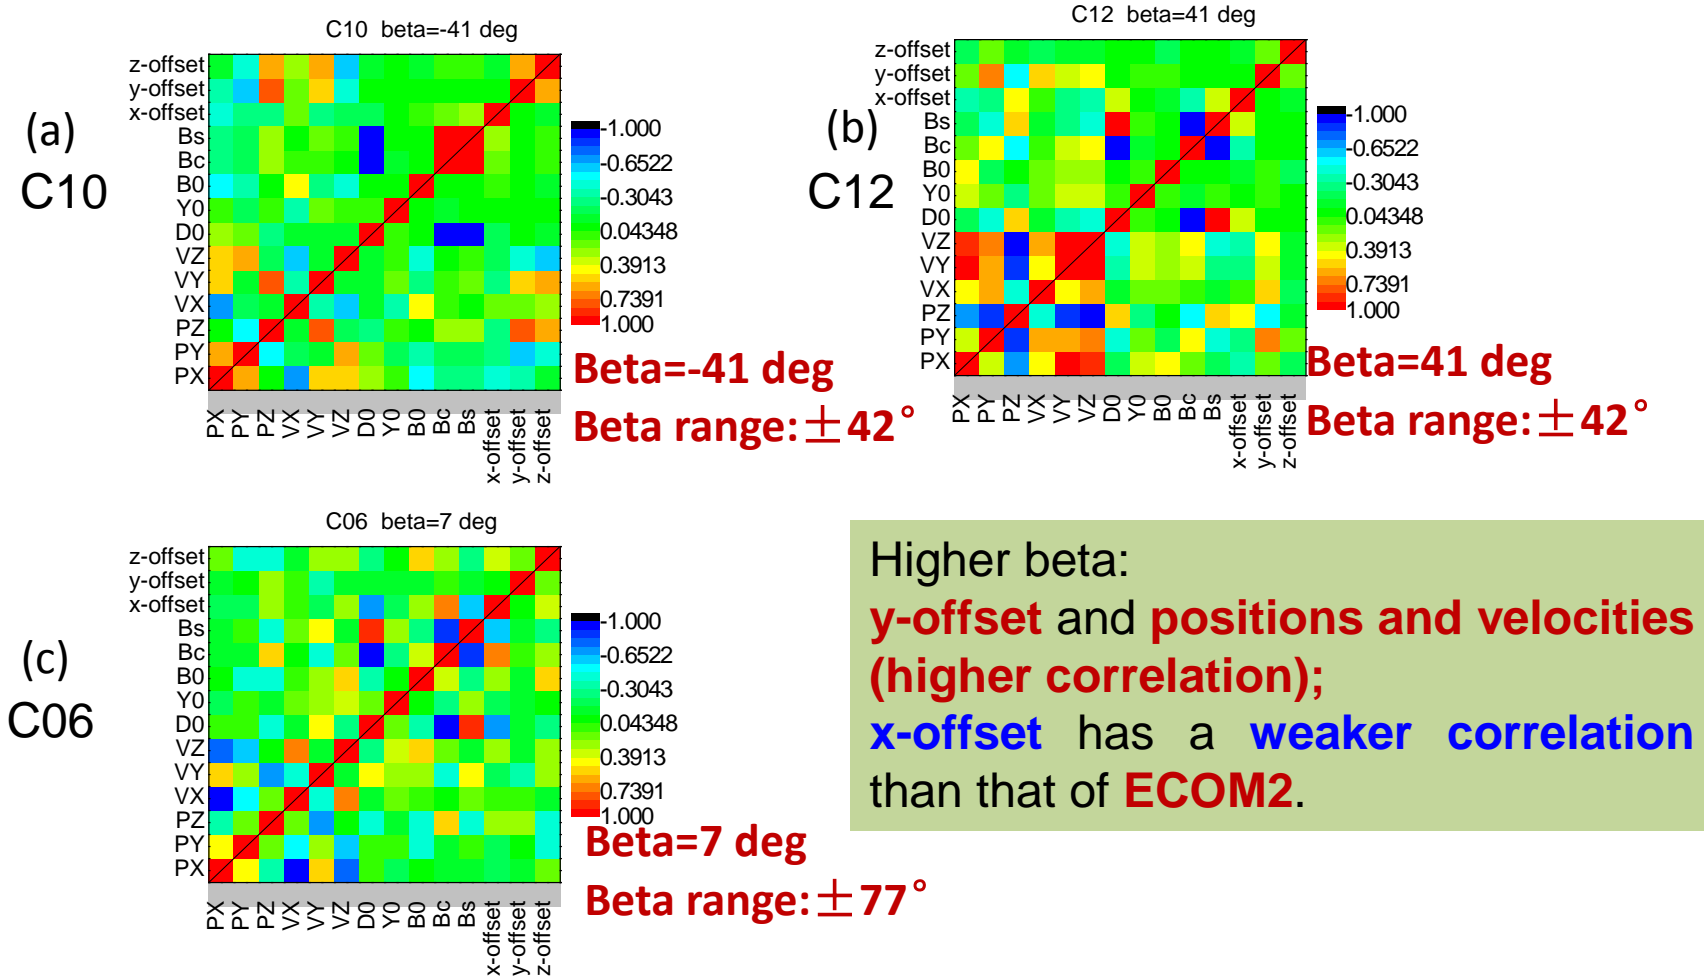 C10 beta=-41 deg
(a)
C10
z-offset
y-offset
x-offset
Bs
Bc
B0
Y0
D0
VZ
VY
VX
PZ
PY
PX
PX
PY
PZ
VX
VY
VZ
D0
Y0
B0
Bc
Bs
x-offset
y-offset
z-offset
-1.000
-0.6522
-0.3043
0.04348
0.3913
0.7391
1.000
Beta=-41 deg
Beta range:±42°
C12 beta=41 deg
(b)
C12
z-offset
y-offset
x-offset
Bs
Bc
B0
Y0
D0
VZ
VY
VX
PZ
PY
PX
PX
PY
PZ
VX
VY
VZ
D0
Y0
B0
Bc
Bs
x-offset
y-offset
z-offset
-1.000
-0.6522
-0.3043
0.04348
0.3913
0.7391
1.000
Beta=41 deg
Beta range:±42°
C06 beta=7 deg
(c)
C06
z-offset
y-offset
x-offset
Bs
Bc
B0
Y0
D0
VZ
VY
VX
PZ
PY
PX
PX
PY
PZ
VX
VY
VZ
D0
Y0
B0
Bc
Bs
x-offset
y-offset
z-offset
-1.000
-0.6522
-0.3043
0.04348
0.3913
0.7391
1.000
Beta=7 deg
Beta range:±77°
Higher beta:
y-offset and positions and velocities
(higher correlation);
x-offset has a weaker correlation
than that of ECOM2.